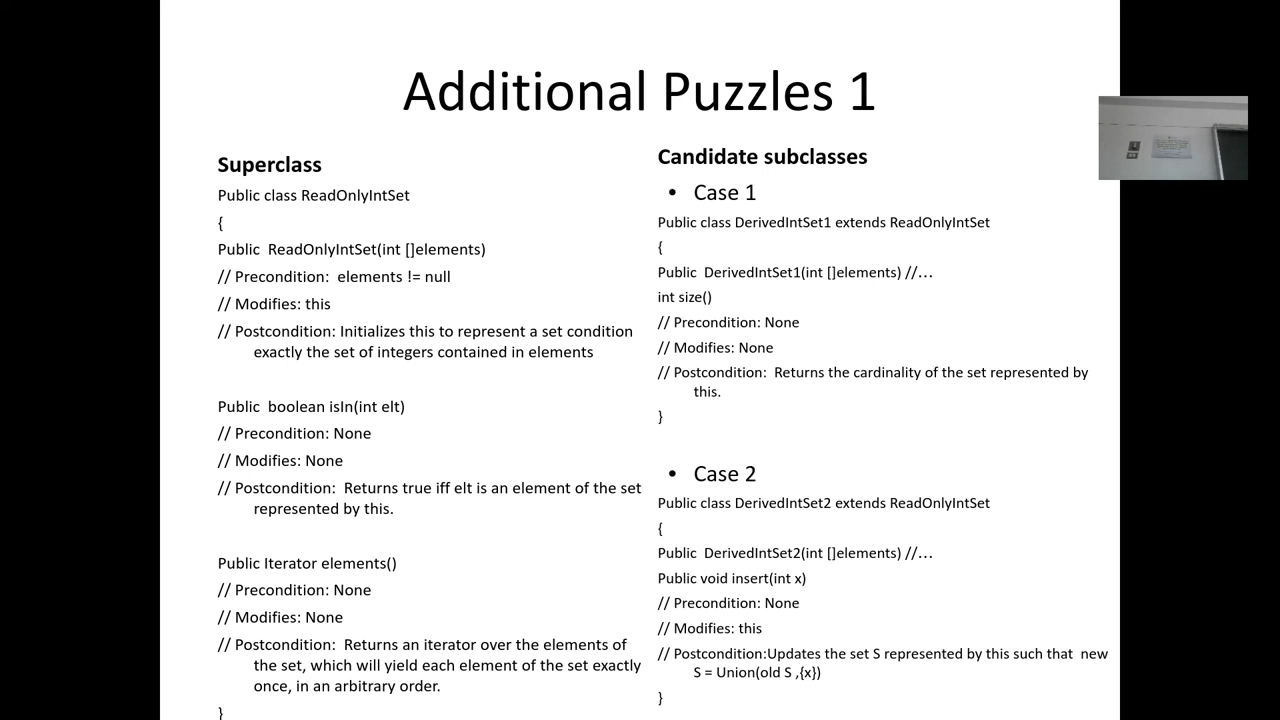 Additional Puzzles 1
Superclass
Public class ReadOnlyIntSet
{
Public  ReadOnlyIntSet(int []elements)
// Precondition:  elements != null
// Modifies: this
// Postcondition: Initializes this to represent a set condition
exactly the set of integers contained in elements
Public  boolean isIn(int elt)
// Precondition: None
// Modifies: None
// Postcondition:  Returns true iff elt is an element of the set
represented by this.
Public Iterator elements()
// Precondition: None
// Modifies: None
// Postcondition:  Returns an iterator over the elements of
the set, which will yield each element of the set exactly
once, in an arbitrary order.
}
Candidate subclasses
• Case 1
Public class DerivedIntSet1 extends ReadOnlyIntSet
{
Public  DerivedIntSet1(int []elements) //…
int size()
// Precondition: None
// Modifies: None
// Postcondition:  Returns the cardinality of the set represented by
this.
}
• Case 2
Public class DerivedIntSet2 extends ReadOnlyIntSet
{
Public  DerivedIntSet2(int []elements) //…
Public void insert(int x)
// Precondition: None
// Modifies: this
// Postcondition:Updates the set S represented by this such that  new
S = Union(old S ,{x})
}